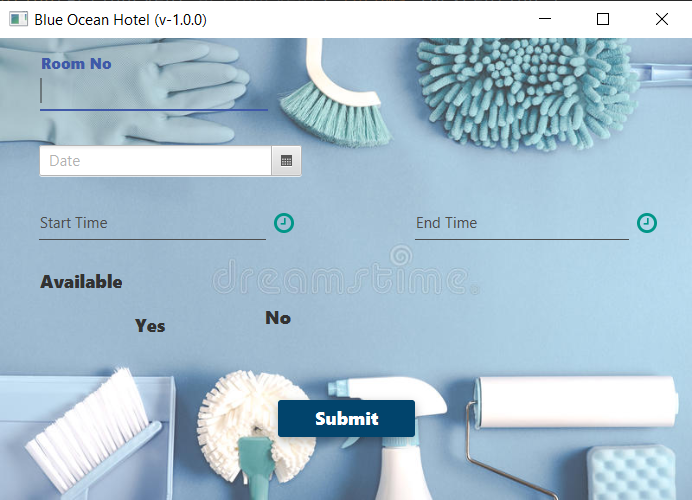 Blue Ocean Hotel (v-1.0.0)
Room No
Date
Start Time
End Time
dreamstime.
Available
Yes
No
Submit